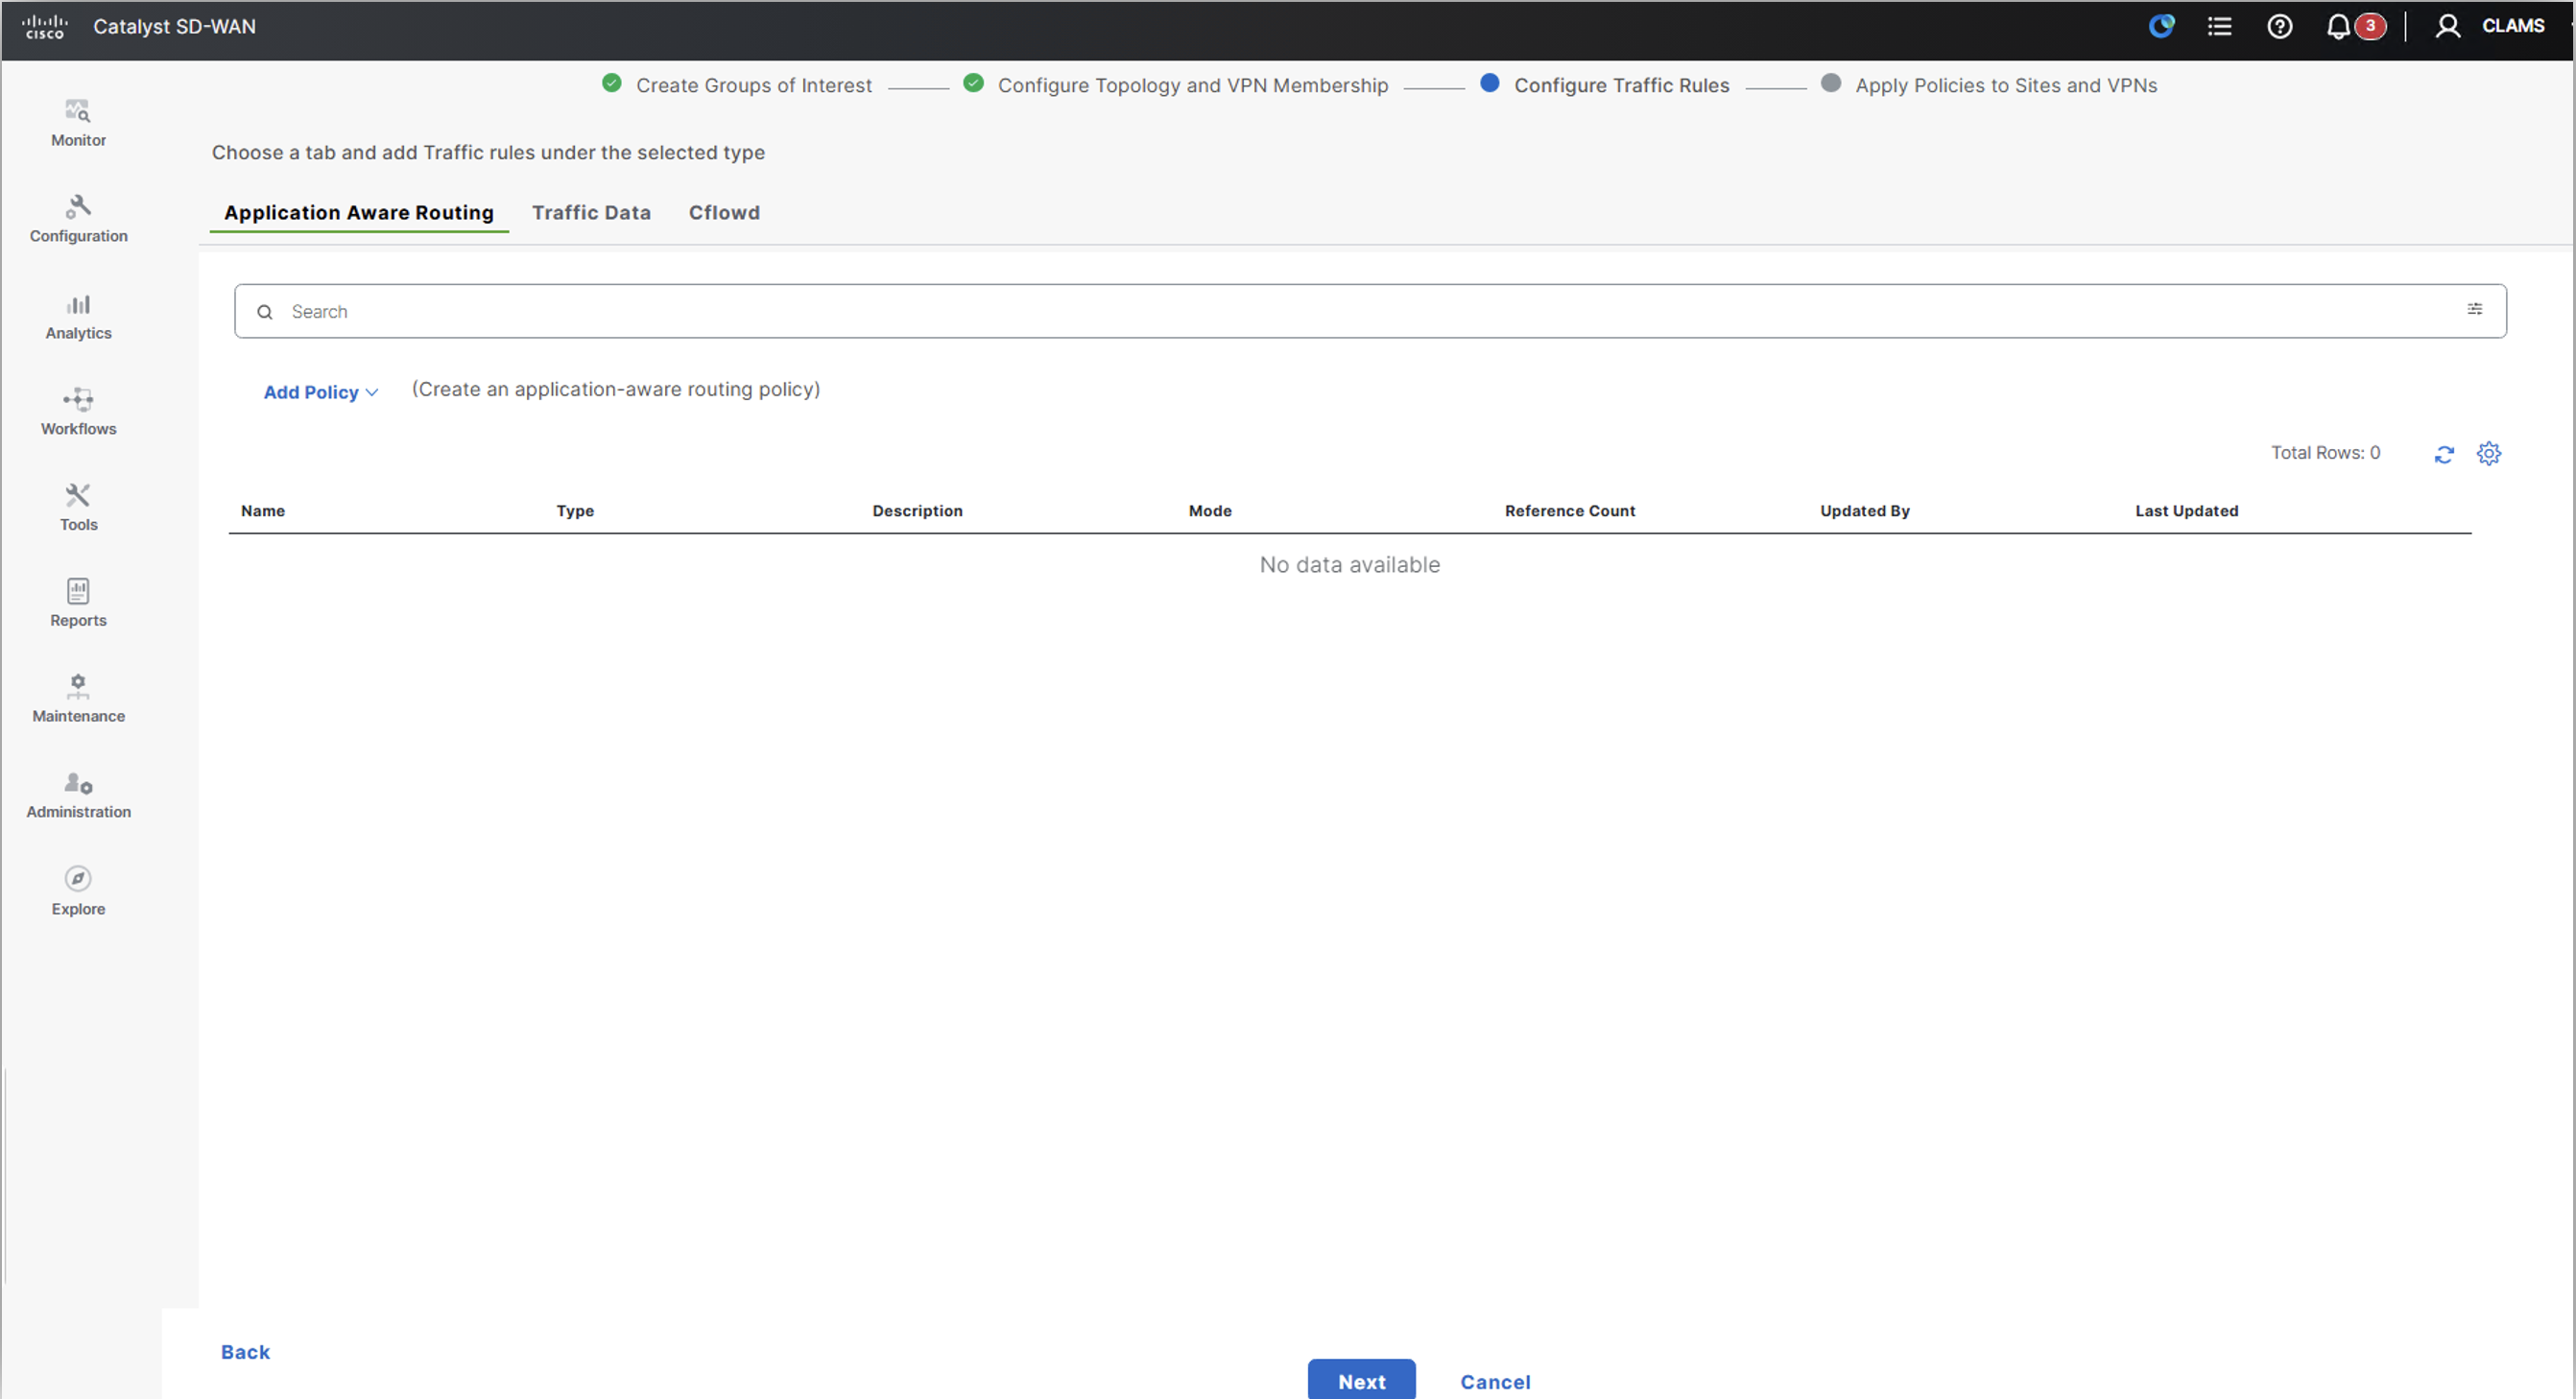 cisco Catalyst SD-WAN 3 CLAMS
Create Groups of Interest Configure Topology and VPN Membership Configure Traffic Rules Apply Policies to Sites and VPNs
Monitor
Choose a tab and add Traffic rules under the selected type
Application Aware Routing Traffic Data Cflowd
Configuration
Search
Analytics
Add Policy (Create an application-aware routing policy)
Workflows
Total Rows: 0
Name Type Description Mode Reference Count Updated By Last Updated
Tools
No data available
Reports
Maintenance
Administration
Explore
Back
Next Cancel